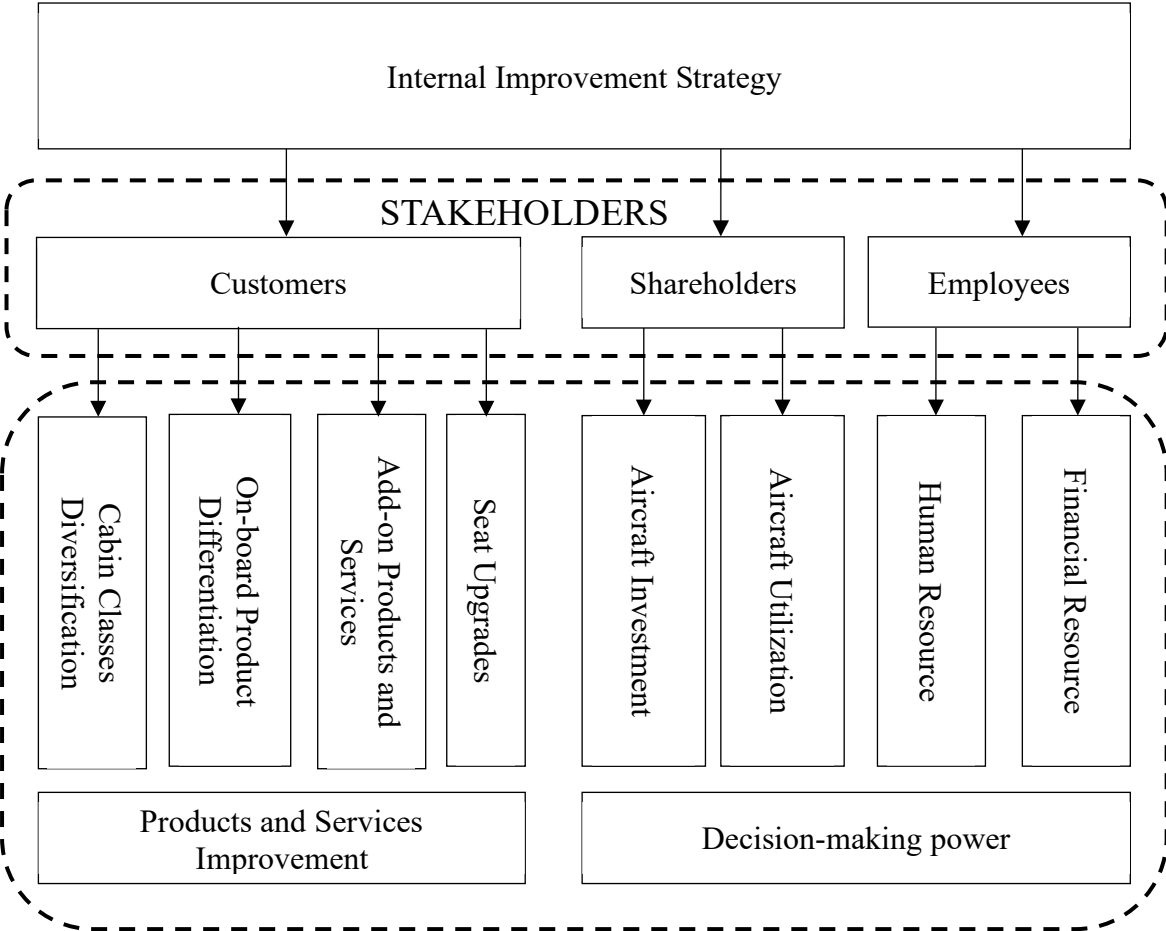 Internal Improvement Strategy
STAKEHOLDERS
Customers
Shareholders
Employees
Cabin Classes
Diversification
On-board Product
Differentiation
Add-on Products and
Services
Seat Upgrades
Aircraft Investment
Aircraft Utilization
Human Resource
Financial Resource
Products and Services
Improvement
Decision-making power